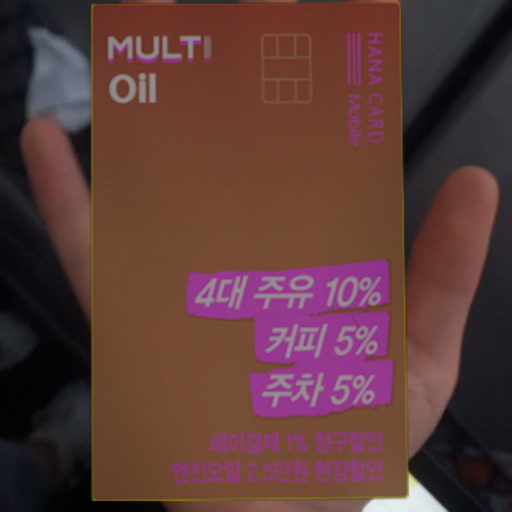 MULTI
Oil
HANA CARD
Mobile
4대 주유 10%
커피 5%
주차 5%
페이결제 1% 청구할인
엔진오일 2.5만원 현장할인